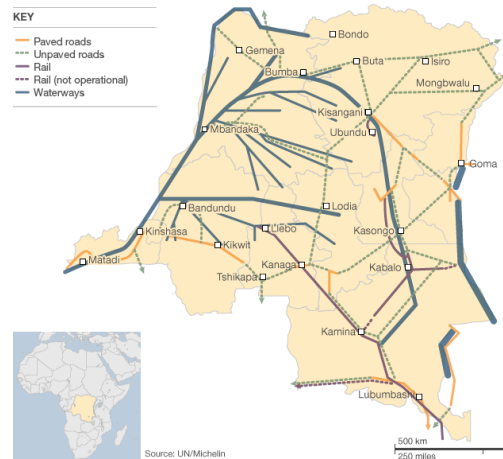 KEY
Paved roads
Unpaved roads
Rail
Rail (not operational)
Waterways
Bondo
Gemena
Buta
Isiro
Bumba
Mongbwalu
Kisangani
Mbandaka
Ubundu
Goma
Bandundu
Lodia
Kinshasa
Liebo
Kasongo
Kikwit
Matadi
Kanaga
Kabalo
Tshikapa
Kamina
Lubumbashi
Source: UN/Michelin
500 km
250 miles